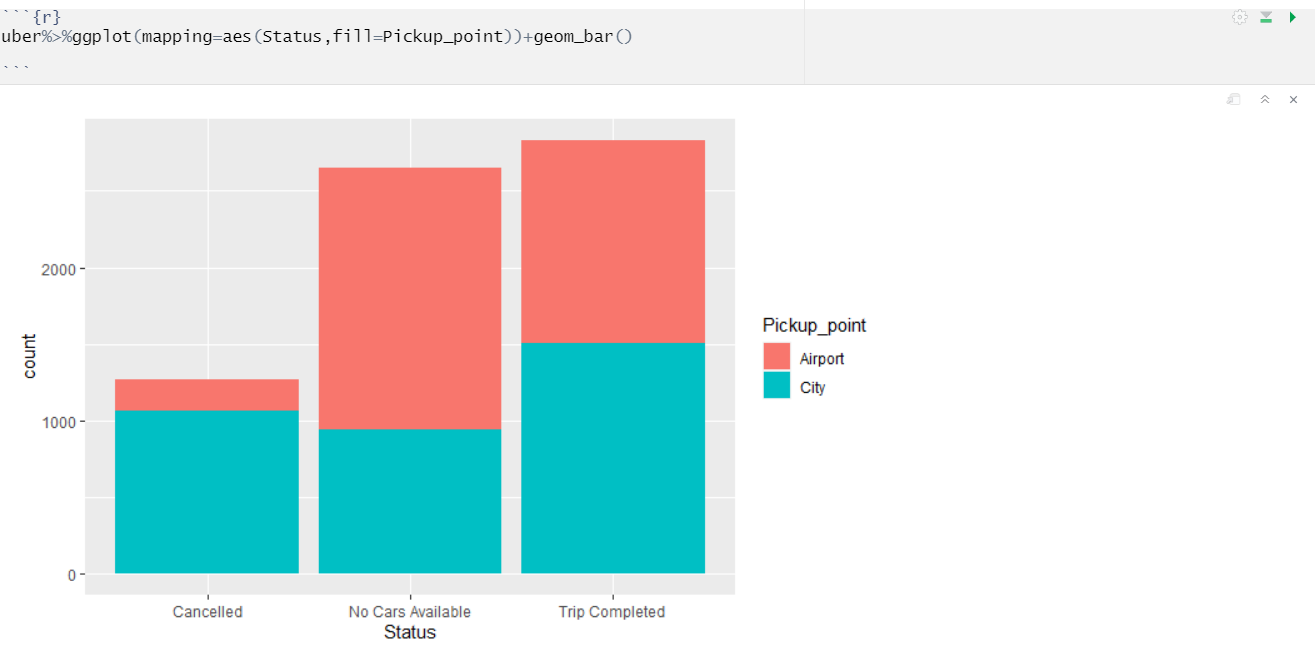 ```{r}
uber%>%ggplot(mapping=aes(Status,fill=Pickup_point))+geom_bar()
```
2000
1000
0
count
Cancelled
No Cars Available
Trip Completed
Status
Pickup_point
Airport
City